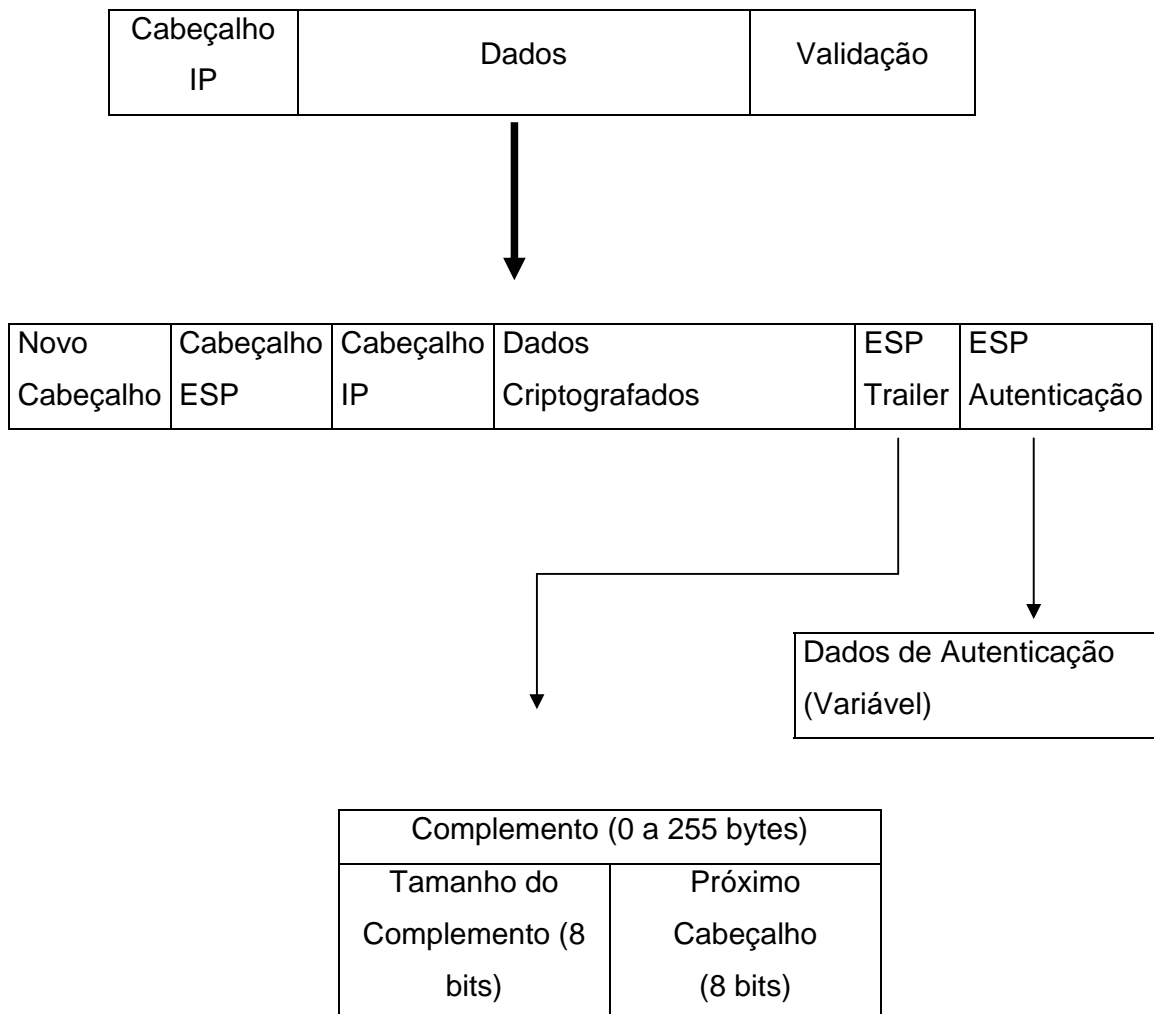 Cabeçalho
IP
Dados
Validação
Novo
Cabeçalho
Cabeçalho
ESP
Cabeçalho
IP
Dados
Criptografados
ESP
Trailer
ESP
Autenticação
Dados de Autenticação
(Variável)
Complemento (0 a 255 bytes)
Tamanho do
Complemento (8
bits)
Próximo
Cabeçalho
(8 bits)